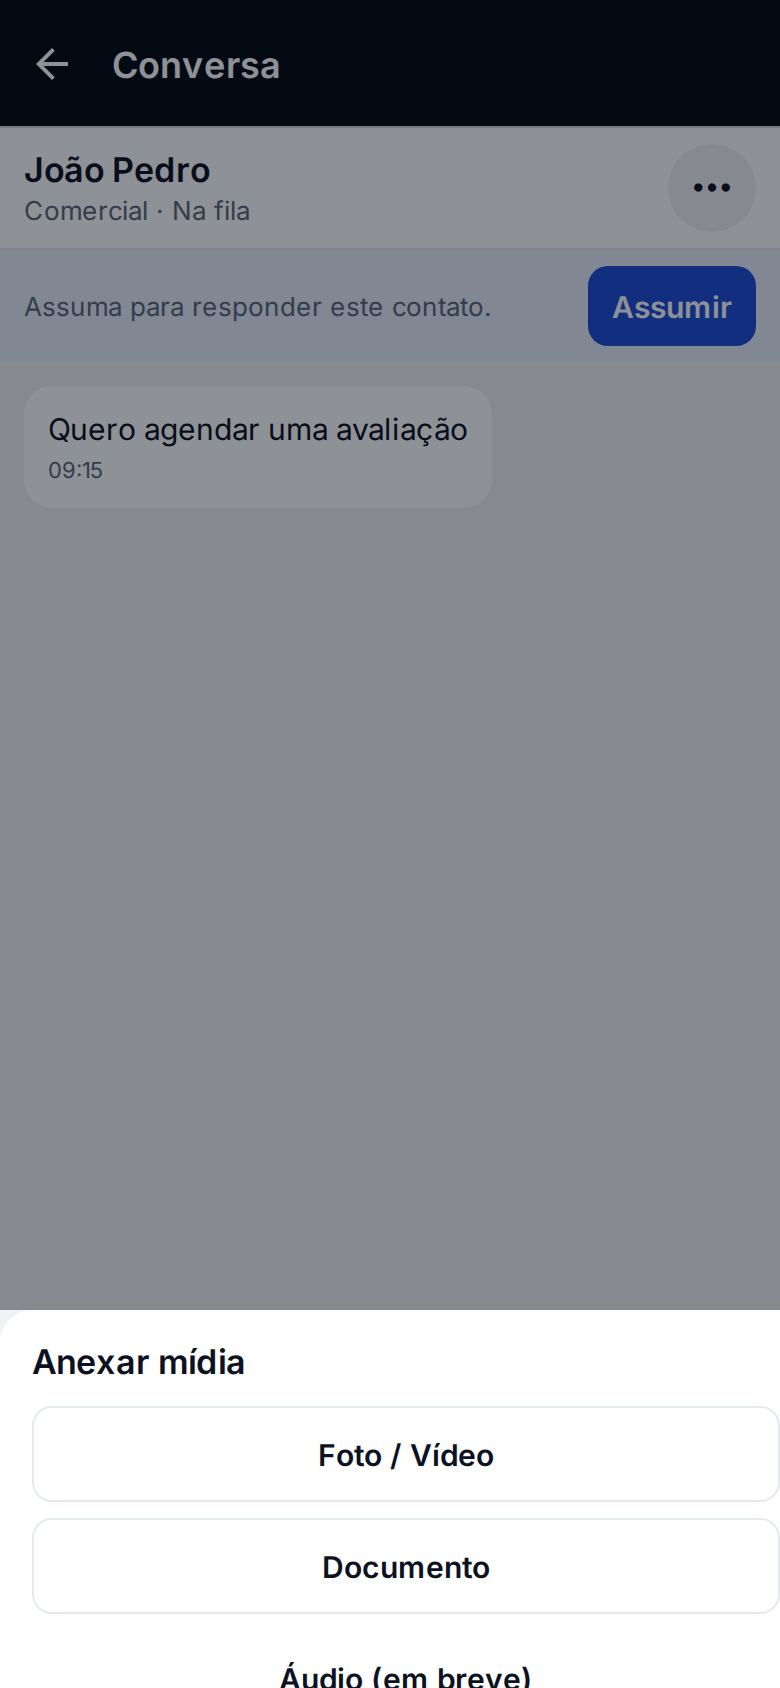 Conversa
João Pedro
Comercial · Na fila
Assuma para responder este contato.
Assumir
Quero agendar uma avaliação
09:15
Anexar mídia
Foto / Vídeo
Documento
Áudio (em breve)